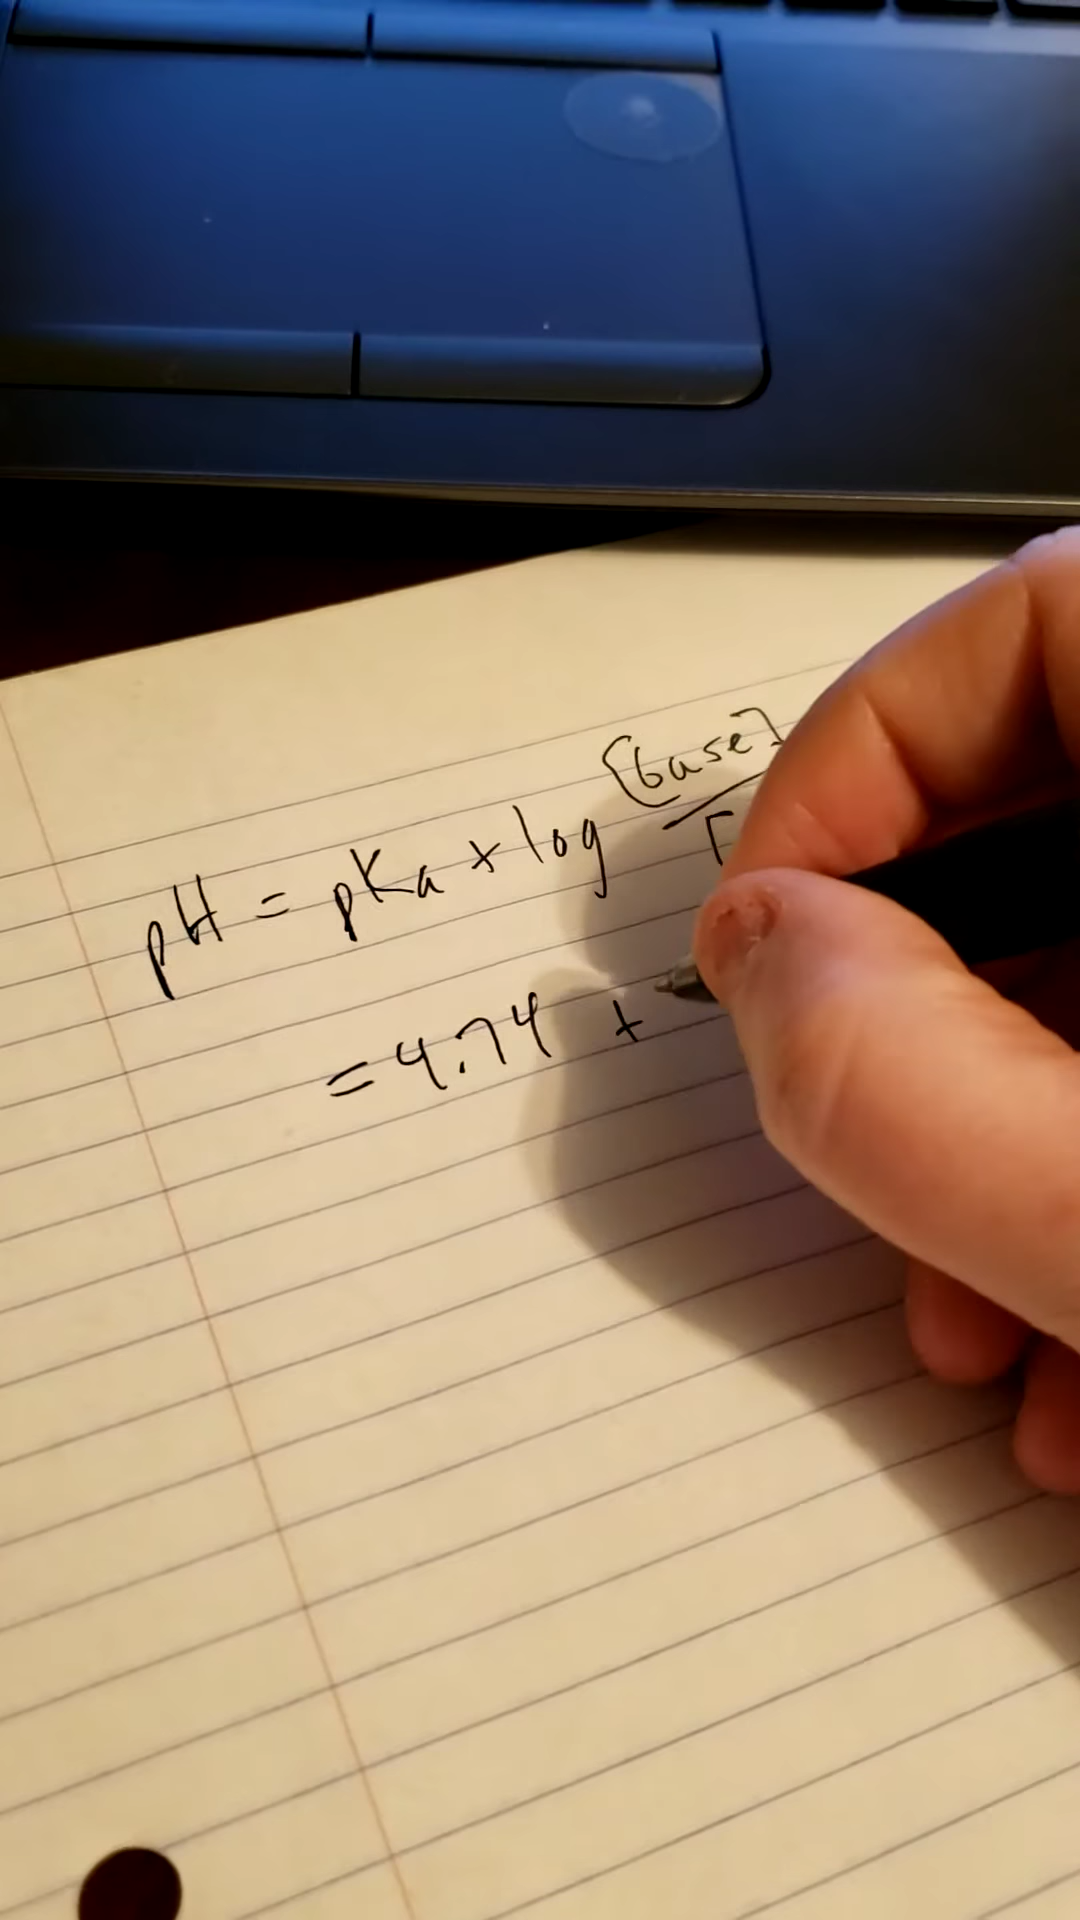 pH = pKa + log [base] / [
= 4.74 +